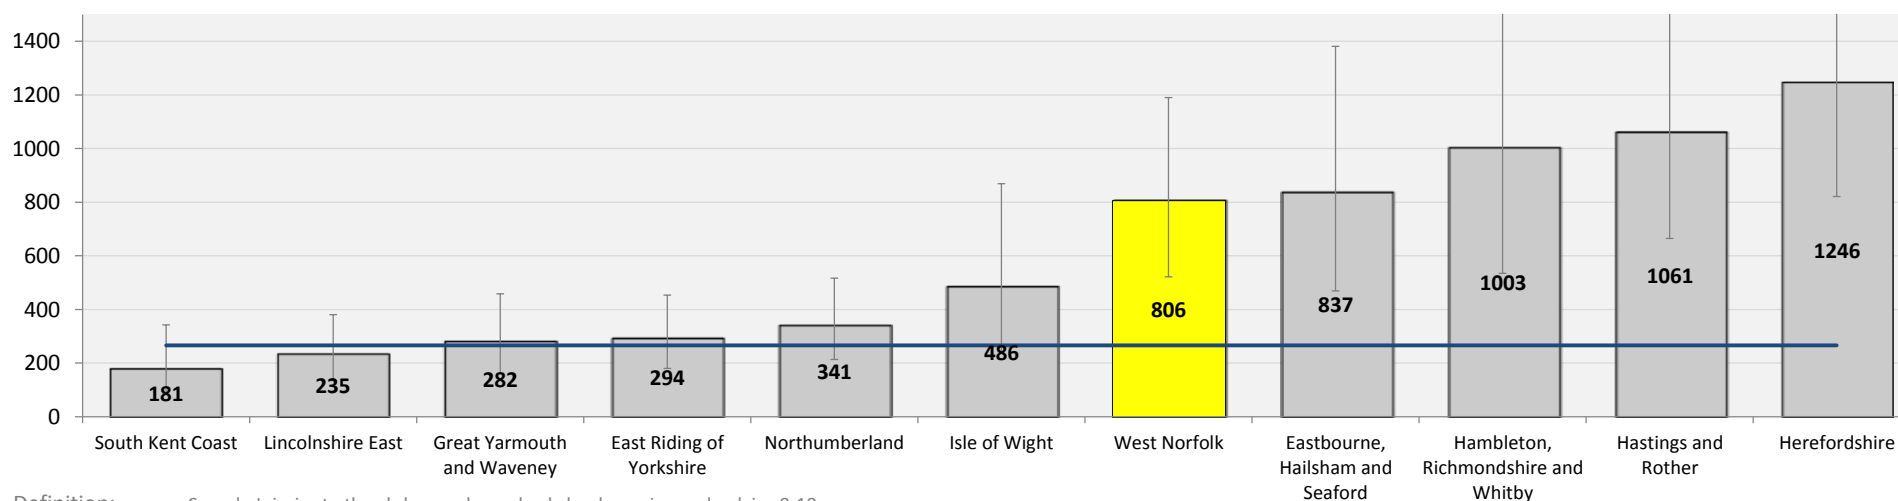 1400
1200
1000
800
600
400
200
0
181
235
282
294
341
486
806
837
1003
1061
1246
South Kent Coast
Lincolnshire East
Great Yarmouth
and Waveney
East Riding of
Yorkshire
Northumberland
Isle of Wight
West Norfolk
Eastbourne,
Hailsham and
Seaford
Hambleton,
Richmondshire and
Whitby
Hastings and
Rother
Herefordshire
Definition: